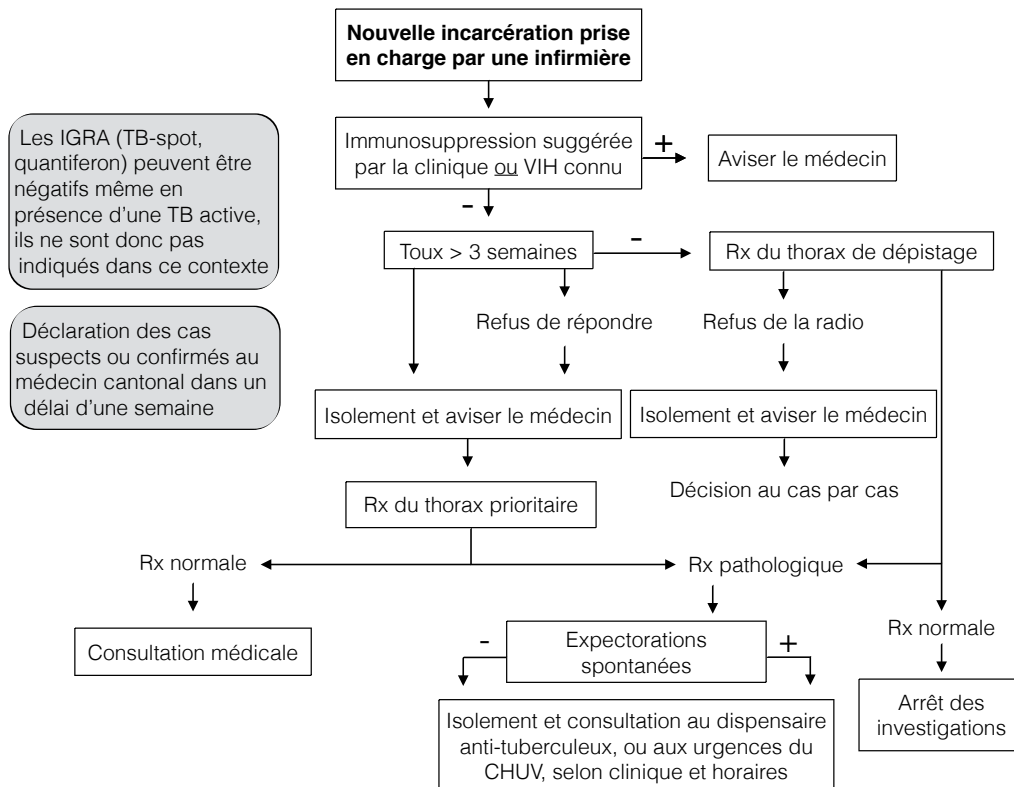 Nouvelle incarcération prise
en charge par une infirmière
Les IGRA (TB-spot,
quantiferon) peuvent être
négatifs même en
présence d'une TB active,
ils ne sont donc pas
indiqués dans ce contexte
Immunosuppression suggérée
par la clinique ou VIH connu
+
Aviser le médecin
-
Toux > 3 semaines
-
Rx du thorax de dépistage
Déclaration des cas
suspects ou confirmés au
médecin cantonal dans un
délai d'une semaine
Refus de répondre
Refus de la radio
Isolement et aviser le médecin
Isolement et aviser le médecin
Rx du thorax prioritaire
Décision au cas par cas
Rx normale
Rx pathologique
Consultation médicale
-
Expectorations
spontanées
+
Rx normale
Isolement et consultation au dispensaire
anti-tuberculeux, ou aux urgences du
CHUV, selon clinique et horaires
Arrêt des
investigations